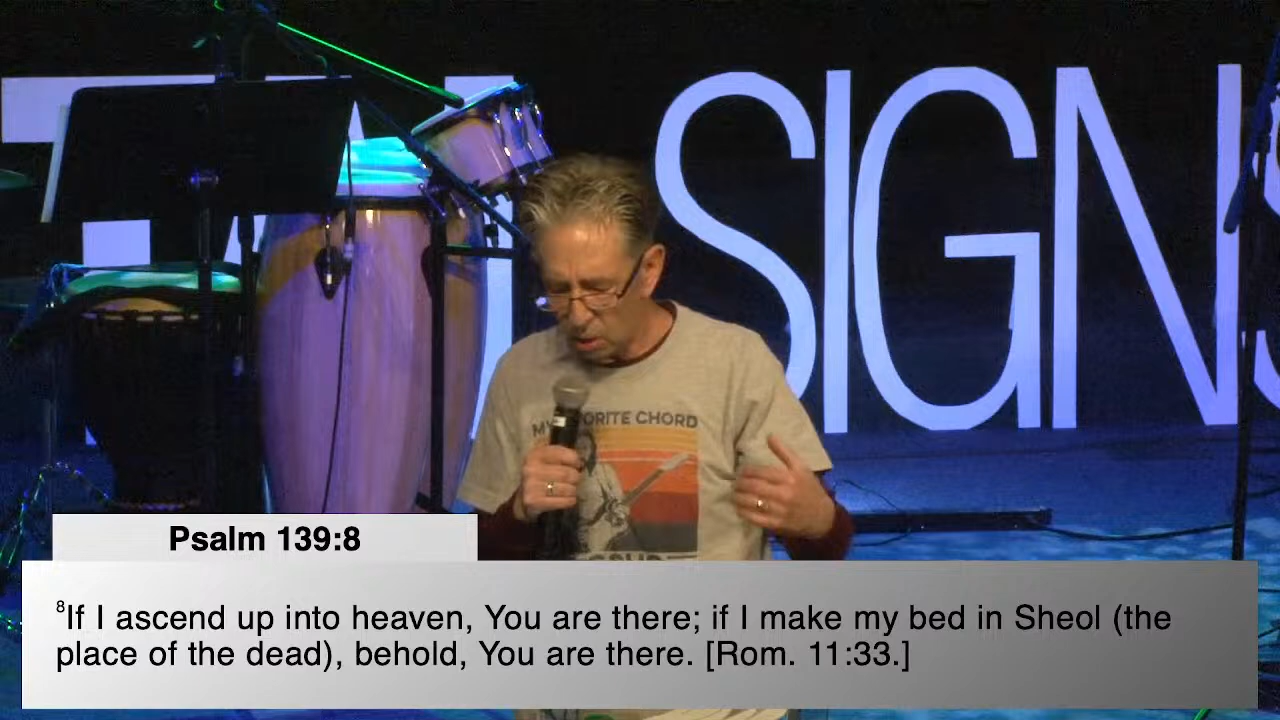 SIGNS
MY FAVORITE CHORD
Psalm 139:8
⁸If I ascend up into heaven, You are there; if I make my bed in Sheol (the
place of the dead), behold, You are there. [Rom. 11:33.]